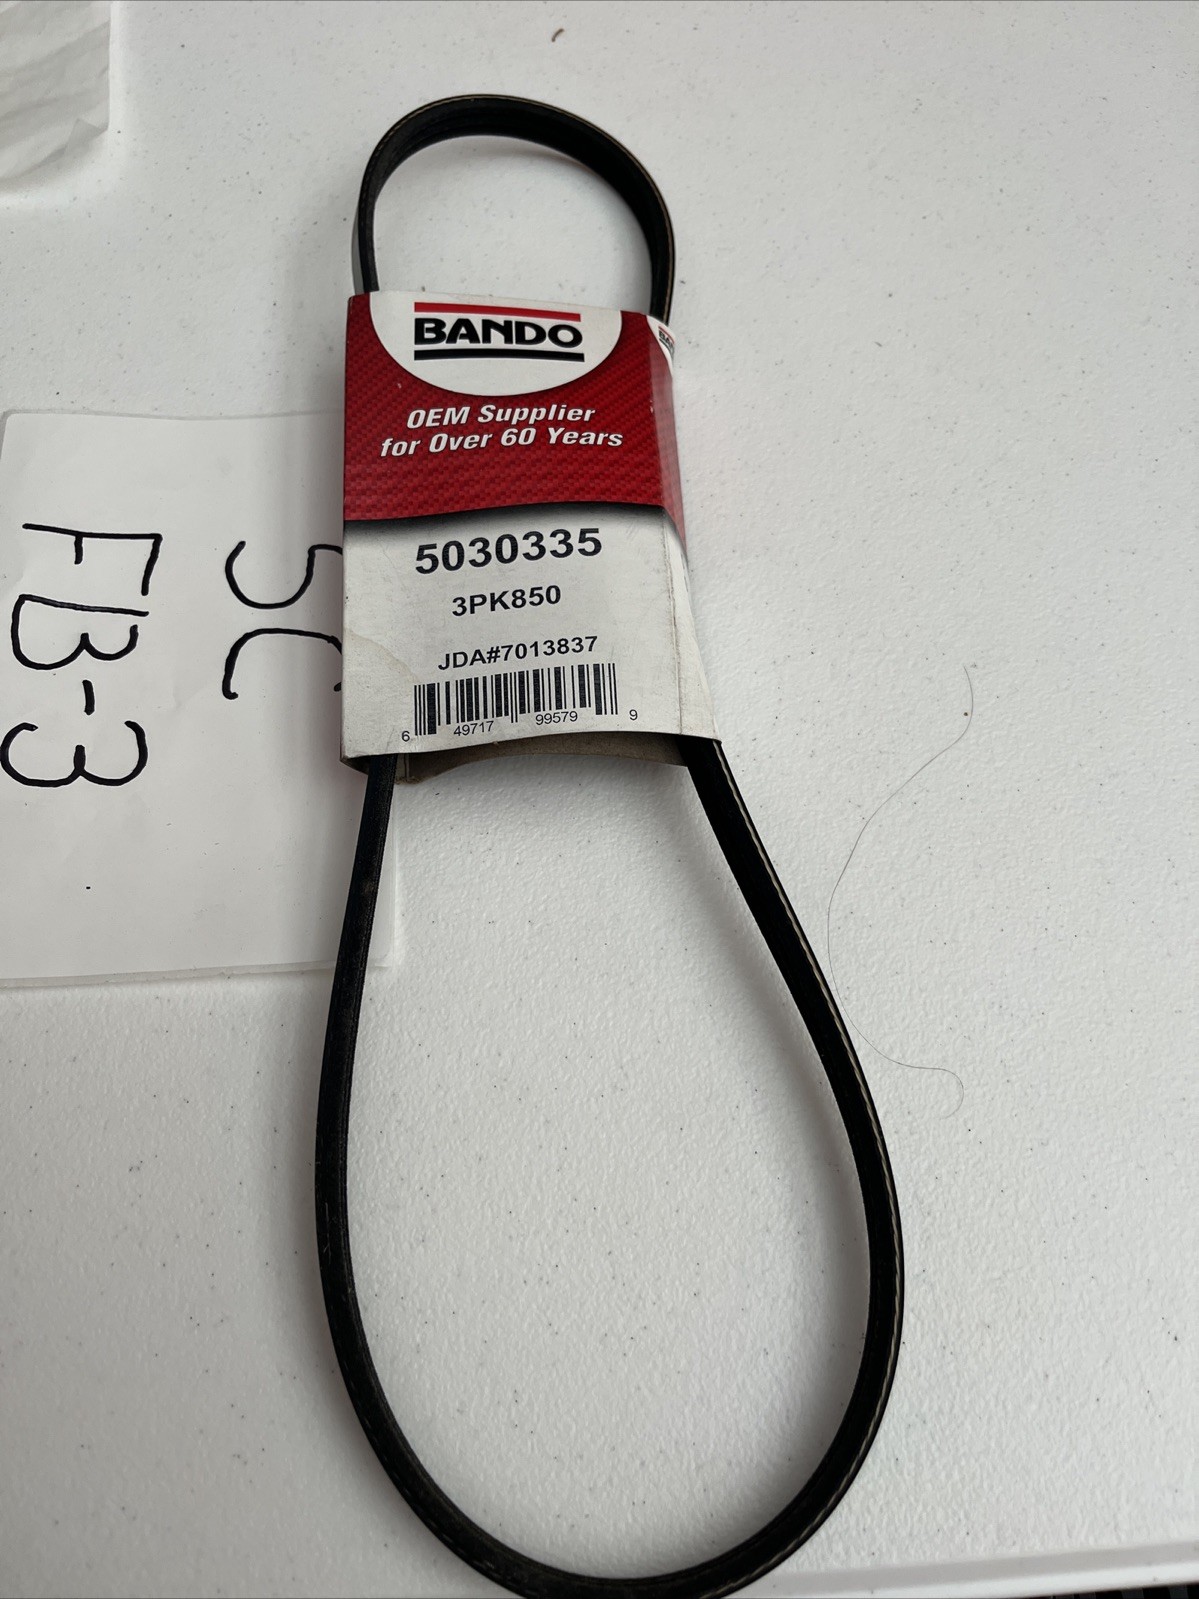 BANDO
OEM Supplier
for Over 60 Years
5030335
3PK850
JDA#7013837
6 49717 99579 9
5C
FB-3